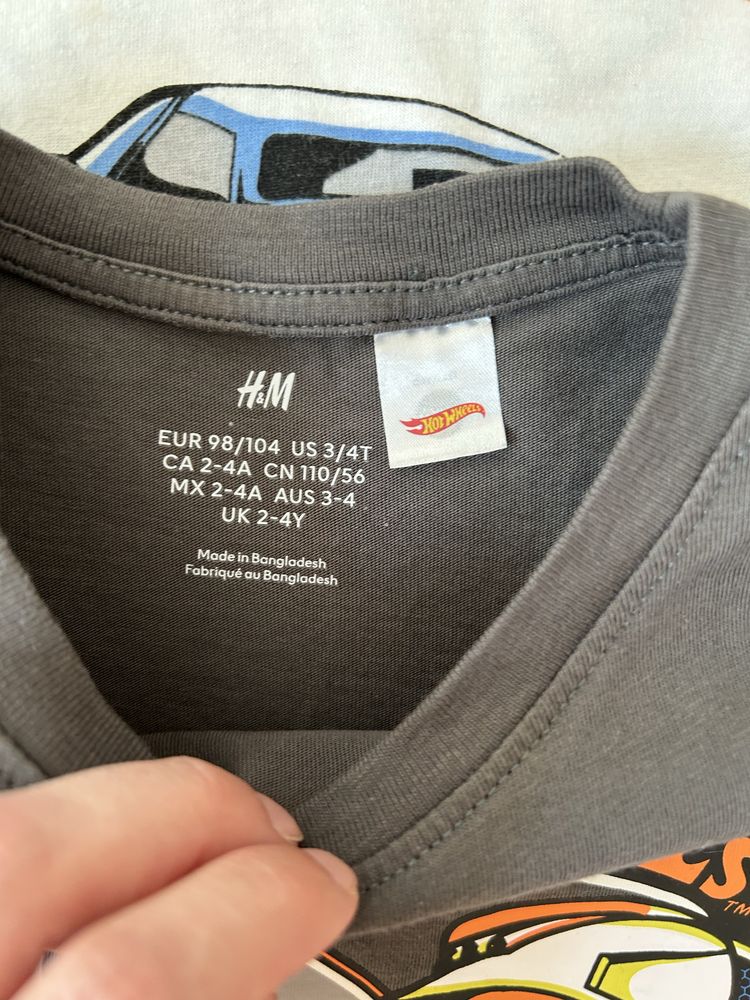 H&M
EUR 98/104 US 3/4T
CA 2-4A CN 110/56
MX 2-4A AUS 3-4
UK 2-4Y
Made in Bangladesh
Fabriqué au Bangladesh
HOT WHEELS
TM